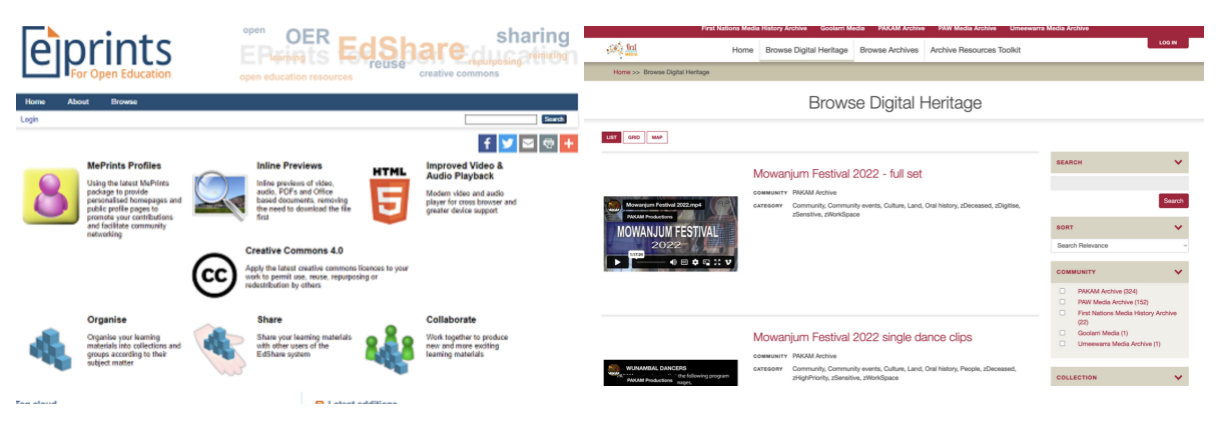 open
OER
sharing
EPrints
learning
EdShare
reuse
education
repurposing
remixing
open education resources
creative commons
e|prints
For Open Education
Home About Browse
Login
Search
MePrints Profiles
Using the latest MePrints
package to provide
personalised homepages and
public profile pages to
promote your contributions
and facilitate community
networking
Inline Previews
Inline previews of video,
audio, PDFs and Office
based documents, removing
the need to download the file
first
HTML
5
Improved Video &
Audio Playback
Modern video and audio
player for cross browser and
greater device support
cc
Creative Commons 4.0
Apply the latest creative commons licences to your
work to permit use, reuse, repurposing or
redistribution by others
Organise
Organise your learning
materials into collections and
groups according to their
subject matter
Share
Share your learning materials
with other users of the
EdShare system
Collaborate
Work together to produce
new and more exciting
learning materials
Tag cloud
Latest additions
First Nations Media History Archive Goolarri Media PAKAM Archive PAW Media Archive Umeewarra Media Archive
LOG IN
first
MEDIA
Home Browse Digital Heritage Browse Archives Archive Resources Toolkit
Home >> Browse Digital Heritage
Browse Digital Heritage
LIST GRID MAP
Mowanjum Festival 2022 - full set
COMMUNITY PAKAM Archive
CATEGORY Community, Community events, Culture, Land, Oral history, zDeceased, zDigitise,
zSensitive, zWorkSpace
Mowanjum Festival 2022.mp4
PAKAM Productions
MOWANJUM FESTIVAL
2022
1:17:29
Mowanjum Festival 2022 single dance clips
COMMUNITY PAKAM Archive
CATEGORY Community, Community events, Culture, Land, Oral history, People, zDeceased,
zHighPriority, zSensitive, zWorkSpace
WUNAMBAL DANCERS
the following program
PAKAM Productions
SEARCH
Search
SORT
Search Relevance
COMMUNITY
PAKAM Archive (324)
PAW Media Archive (152)
First Nations Media History Archive
(22)
Goolarri Media (1)
Umeewarra Media Archive (1)
COLLECTION